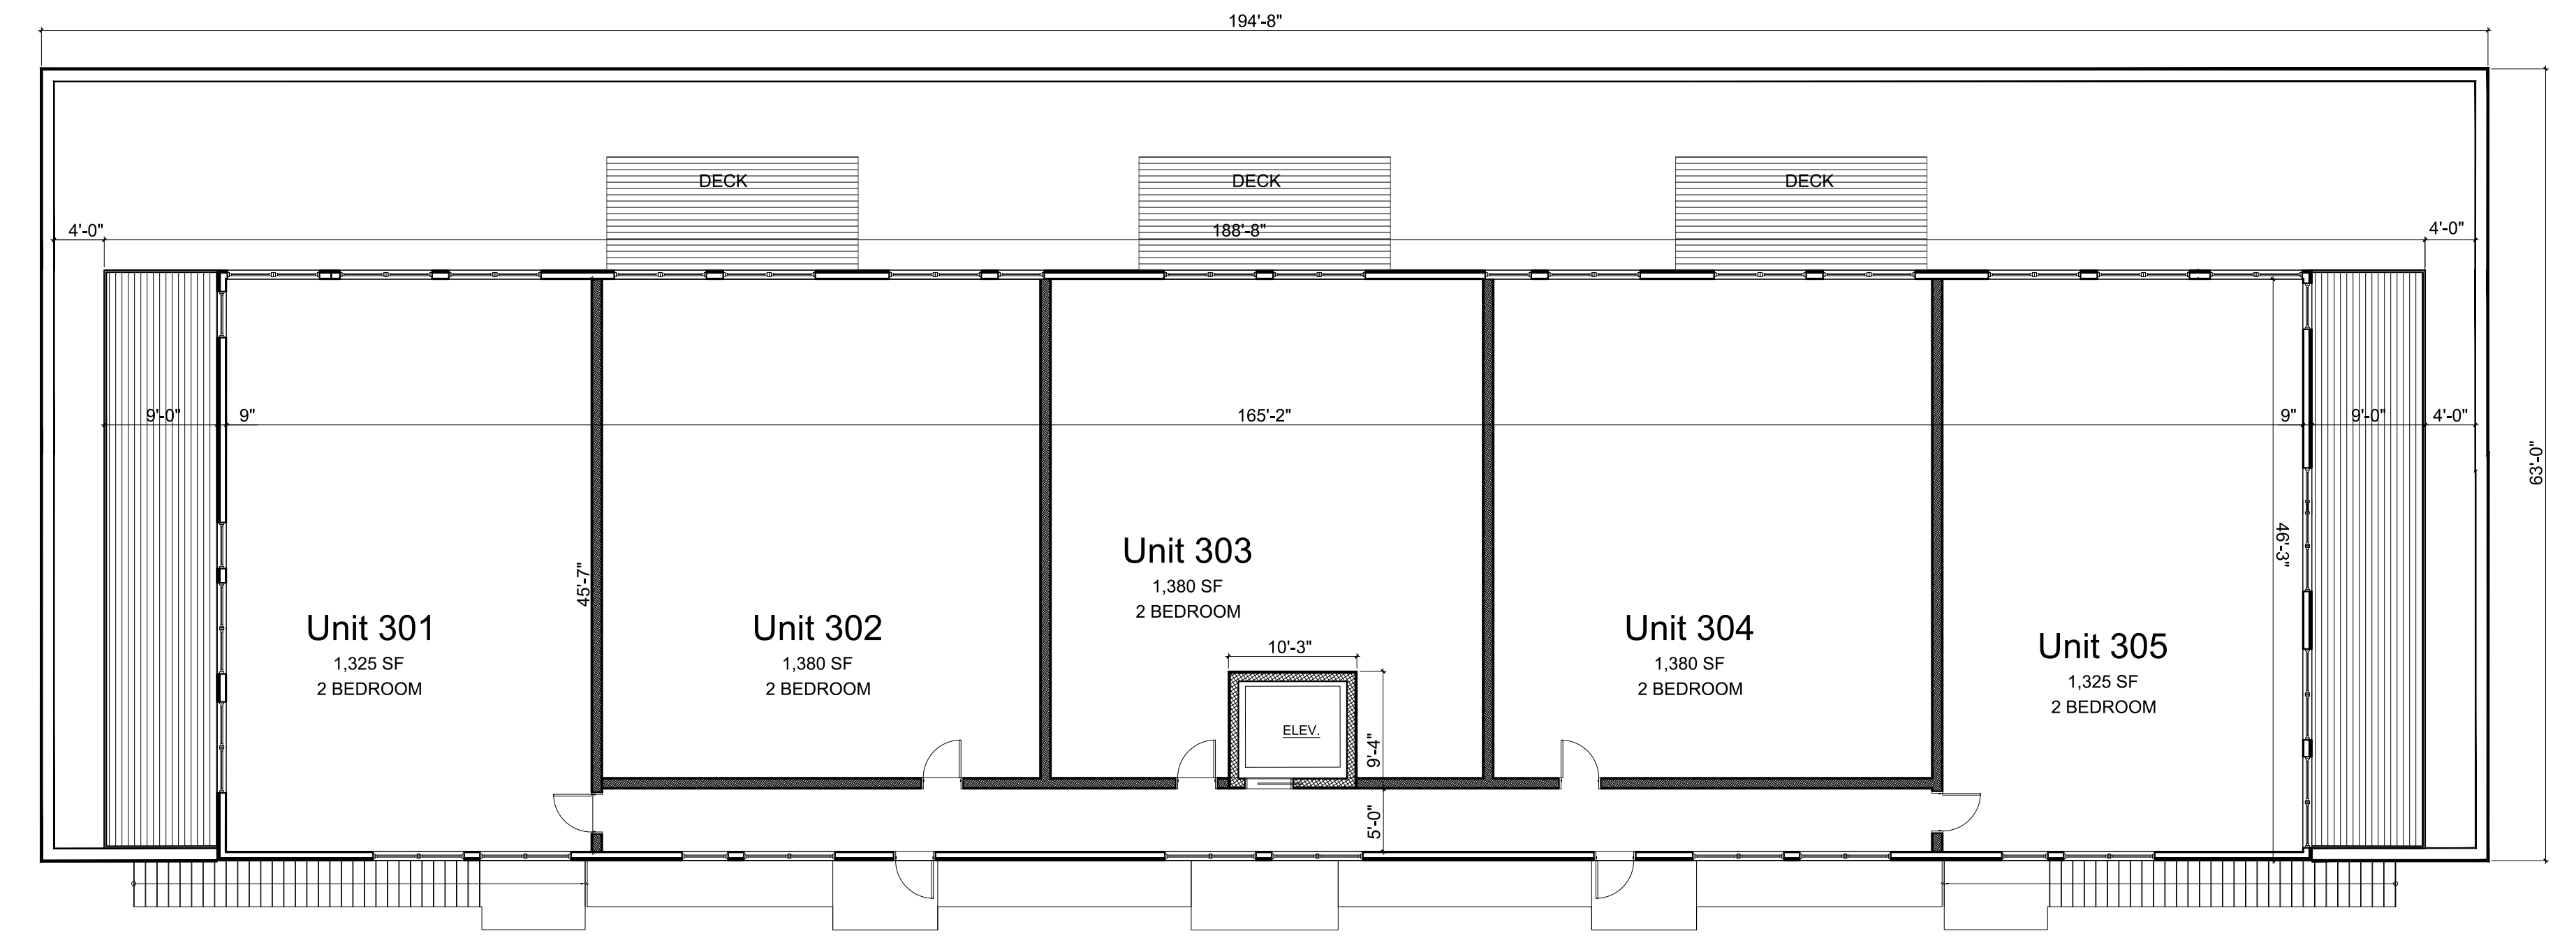 194'-8"
DECK
DECK
DECK
4'-0"
188'-8"
4'-0"
9'-0"
9"
165'-2"
9"
9'-0"
4'-0"
63'-0"
45'-7"
46'-3"
Unit 301
1,325 SF
2 BEDROOM
Unit 302
1,380 SF
2 BEDROOM
Unit 303
1,380 SF
2 BEDROOM
10'-3"
ELEV.
9'-4"
5'-0"
Unit 304
1,380 SF
2 BEDROOM
Unit 305
1,325 SF
2 BEDROOM